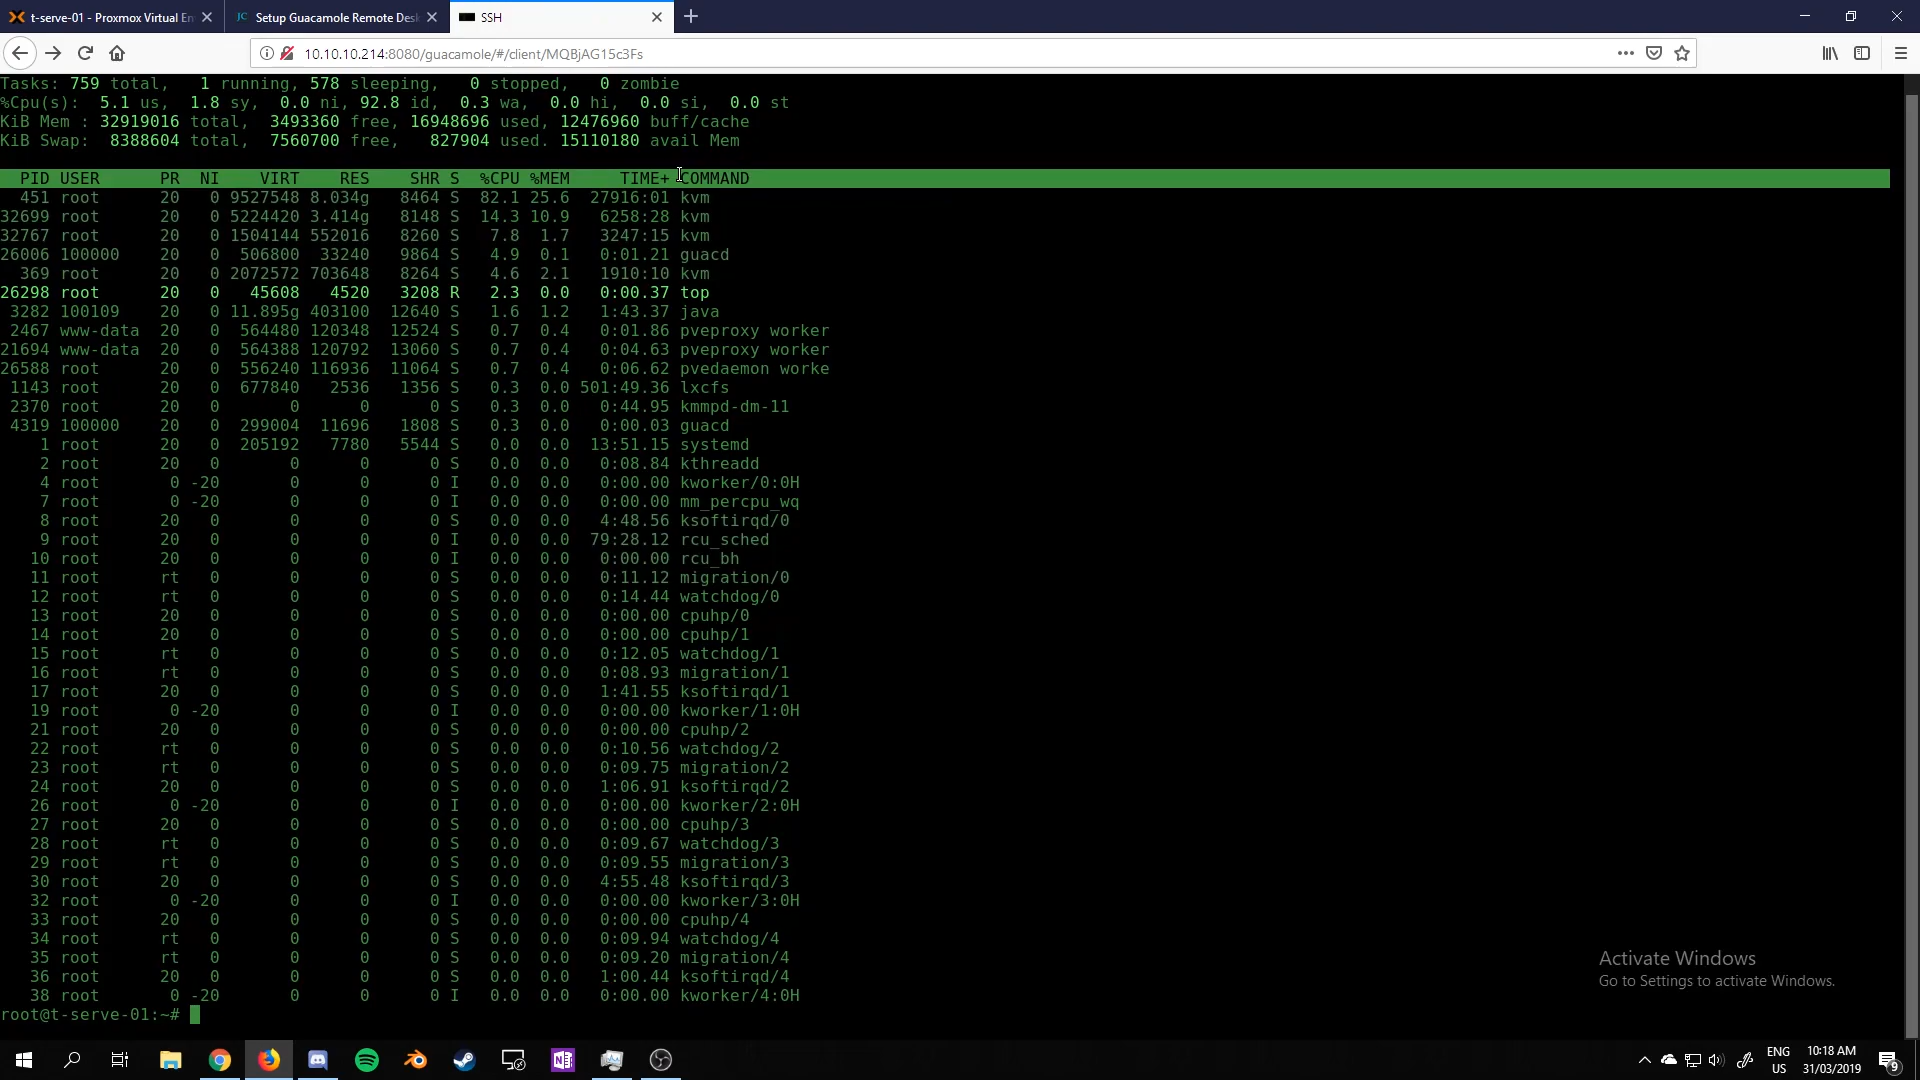 t-serve-01 - Proxmox Virtual En
Setup Guacamole Remote Des
SSH
10.10.10.214:8080/guacamole/#/client/MQBjAG15c3Fs
Tasks: 759 total,   1 running, 578 sleeping,   0 stopped,   0 zombie
%Cpu(s):  5.1 us,  1.8 sy,  0.0 ni, 92.8 id,  0.3 wa,  0.0 hi,  0.0 si,  0.0 st
KiB Mem : 32919016 total,  3493360 free, 16948696 used, 12476960 buff/cache
KiB Swap:  8388604 total,  7560700 free,   827904 used. 15110180 avail Mem
PID USER      PR  NI    VIRT    RES    SHR S  %CPU %MEM     TIME+ COMMAND
451 root      20   0 9527548 8.034g   8464 S  82.1 25.6  27916:01 kvm
32699 root      20   0 5224420 3.414g   8148 S  14.3 10.9   6258:28 kvm
32767 root      20   0 1504144 552016   8260 S   7.8  1.7   3247:15 kvm
26006 100000    20   0  506800  33240   9864 S   4.9  0.1   0:01.21 guacd
369 root      20   0 2072572 703648   8264 S   4.6  2.1   1910:10 kvm
26298 root      20   0   45608   4520   3208 R   2.3  0.0   0:00.37 top
3282 100109    20   0 11.895g 403100  12640 S   1.6  1.2   1:43.37 java
2467 www-data  20   0  564480 120348  12524 S   0.7  0.4   0:01.86 pveproxy worker
21694 www-data  20   0  564388 120792  13060 S   0.7  0.4   0:04.63 pveproxy worker
26588 root      20   0  556240 116936  11064 S   0.7  0.4   0:06.62 pvedaemon worke
1143 root      20   0  677840   2536   1356 S   0.3  0.0 501:49.36 lxcfs
2370 root      20   0       0      0      0 S   0.3  0.0   0:44.95 kmmpd-dm-11
4319 100000    20   0  299004  11696   1808 S   0.3  0.0   0:00.03 guacd
1 root      20   0  205192   7780   5544 S   0.0  0.0  13:51.15 systemd
2 root      20   0       0      0      0 S   0.0  0.0   0:08.84 kthreadd
4 root       0 -20       0      0      0 I   0.0  0.0   0:00.00 kworker/0:0H
7 root       0 -20       0      0      0 I   0.0  0.0   0:00.00 mm_percpu_wq
8 root      20   0       0      0      0 S   0.0  0.0   4:48.56 ksoftirqd/0
9 root      20   0       0      0      0 I   0.0  0.0  79:28.12 rcu_sched
10 root      20   0       0      0      0 I   0.0  0.0   0:00.00 rcu_bh
11 root      rt   0       0      0      0 S   0.0  0.0   0:11.12 migration/0
12 root      rt   0       0      0      0 S   0.0  0.0   0:14.44 watchdog/0
13 root      20   0       0      0      0 S   0.0  0.0   0:00.00 cpuhp/0
14 root      20   0       0      0      0 S   0.0  0.0   0:00.00 cpuhp/1
15 root      rt   0       0      0      0 S   0.0  0.0   0:12.05 watchdog/1
16 root      rt   0       0      0      0 S   0.0  0.0   0:08.93 migration/1
17 root      20   0       0      0      0 S   0.0  0.0   1:41.55 ksoftirqd/1
19 root       0 -20       0      0      0 I   0.0  0.0   0:00.00 kworker/1:0H
21 root      20   0       0      0      0 S   0.0  0.0   0:00.00 cpuhp/2
22 root      rt   0       0      0      0 S   0.0  0.0   0:10.56 watchdog/2
23 root      rt   0       0      0      0 S   0.0  0.0   0:09.75 migration/2
24 root      20   0       0      0      0 S   0.0  0.0   1:06.91 ksoftirqd/2
26 root       0 -20       0      0      0 I   0.0  0.0   0:00.00 kworker/2:0H
27 root      20   0       0      0      0 S   0.0  0.0   0:00.00 cpuhp/3
28 root      rt   0       0      0      0 S   0.0  0.0   0:09.67 watchdog/3
29 root      rt   0       0      0      0 S   0.0  0.0   0:09.55 migration/3
30 root      20   0       0      0      0 S   0.0  0.0   4:55.48 ksoftirqd/3
32 root       0 -20       0      0      0 I   0.0  0.0   0:00.00 kworker/3:0H
33 root      20   0       0      0      0 S   0.0  0.0   0:00.00 cpuhp/4
34 root      rt   0       0      0      0 S   0.0  0.0   0:09.94 watchdog/4
35 root      rt   0       0      0      0 S   0.0  0.0   0:09.20 migration/4
36 root      20   0       0      0      0 S   0.0  0.0   1:00.44 ksoftirqd/4
38 root       0 -20       0      0      0 I   0.0  0.0   0:00.00 kworker/4:0H
root@t-serve-01:~#
Activate Windows
Go to Settings to activate Windows.
ENG
US
10:18 AM
31/03/2019
9